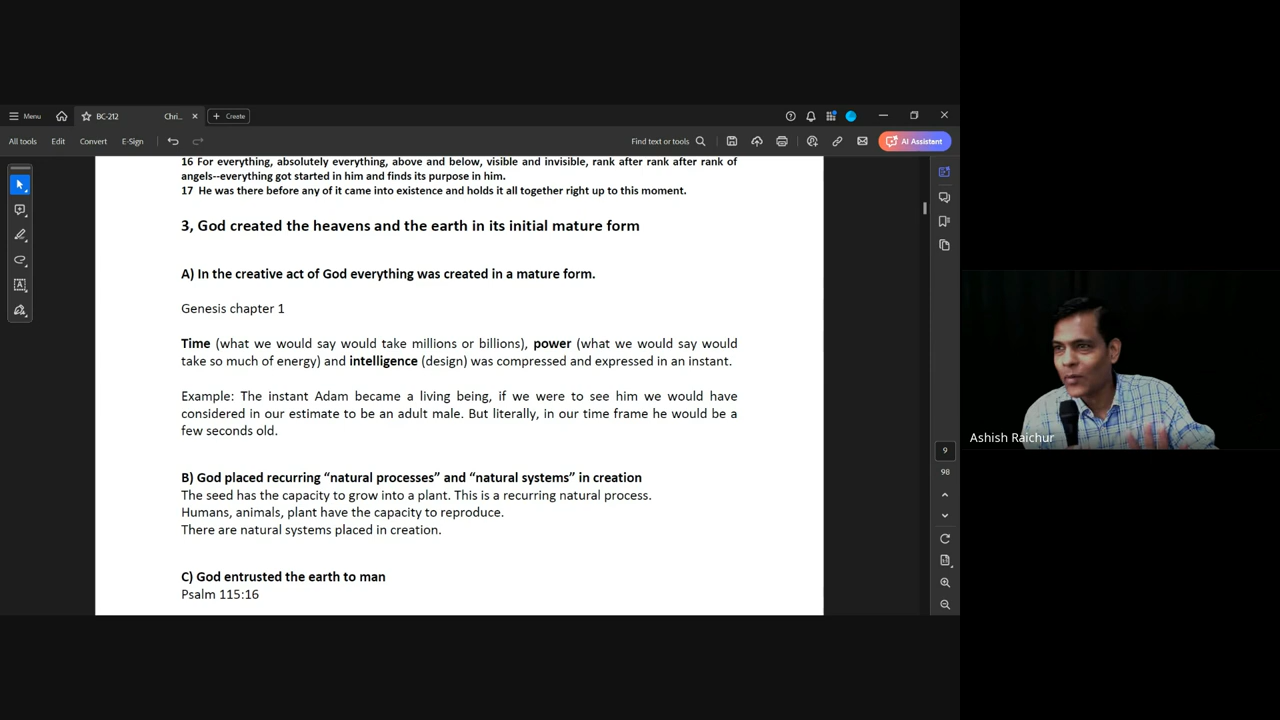 Menu
BC-212
Chri...
Create
All tools
Edit
Convert
E-Sign
Find text or tools
AI Assistant
16 For everything, absolutely everything, above and below, visible and invisible, rank after rank after rank of
angels--everything got started in him and finds its purpose in him.
17 He was there before any of it came into existence and holds it all together right up to this moment.
3, God created the heavens and the earth in its initial mature form
A) In the creative act of God everything was created in a mature form.
Genesis chapter 1
Time (what we would say would take millions or billions), power (what we would say would
take so much of energy) and intelligence (design) was compressed and expressed in an instant.
Example: The instant Adam became a living being, if we were to see him we would have
considered in our estimate to be an adult male. But literally, in our time frame he would be a
few seconds old.
B) God placed recurring “natural processes” and “natural systems” in creation
The seed has the capacity to grow into a plant. This is a recurring natural process.
Humans, animals, plant have the capacity to reproduce.
There are natural systems placed in creation.
C) God entrusted the earth to man
Psalm 115:16
9
98
Ashish Raichur